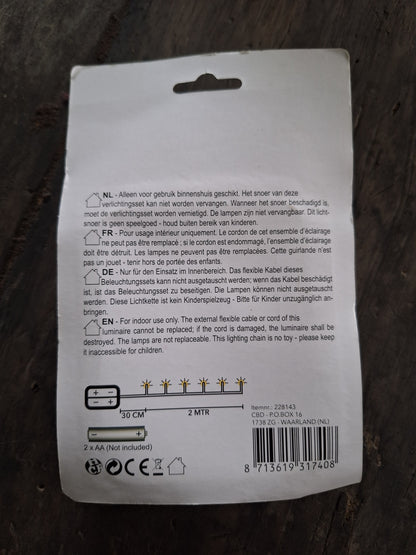 NL - Alleen voor gebruik binnenshuis geschikt. Het snoer van deze
verlichtingsset kan niet worden vervangen. Wanneer het snoer beschadigd is,
moet de verlichtingsset worden vernietigd. De lampen zijn niet vervangbaar. Dit licht-
snoer is geen speelgoed - houd buiten bereik van kinderen.
FR - Pour usage intérieur uniquement. Le cordon de cet ensemble d'éclairage
ne peut pas être remplacé ; si le cordon est endommagé, l'ensemble d'éclairage
doit être détruit. Les lampes ne peuvent pas être remplacées. Cette guirlande n'est
pas un jouet - tenir hors de portée des enfants.
DE - Nur für den Einsatz im Innenbereich. Das flexible Kabel dieses
Beleuchtungssets kann nicht ausgetauscht werden; wenn das Kabel beschädigt
ist, ist das Beleuchtungsset zu beseitigen. Die Lampen können nicht ausgetauscht
werden. Diese Lichtkette ist kein Kinderspielzeug - Bitte für Kinder unzugänglich an-
bringen.
EN - For indoor use only. The external flexible cable or cord of this
luminaire cannot be replaced; if the cord is damaged, the luminaire shall be
destroyed. The lamps are not replaceable. This lighting chain is no toy - please keep
it inaccessible for children.
30 CM
2 MTR
2 x AA (Not included)
CE
Itemnr.: 228143
CBD - P.O.BOX 16
1738 ZG - WAARLAND (NL)
8 713619 317408